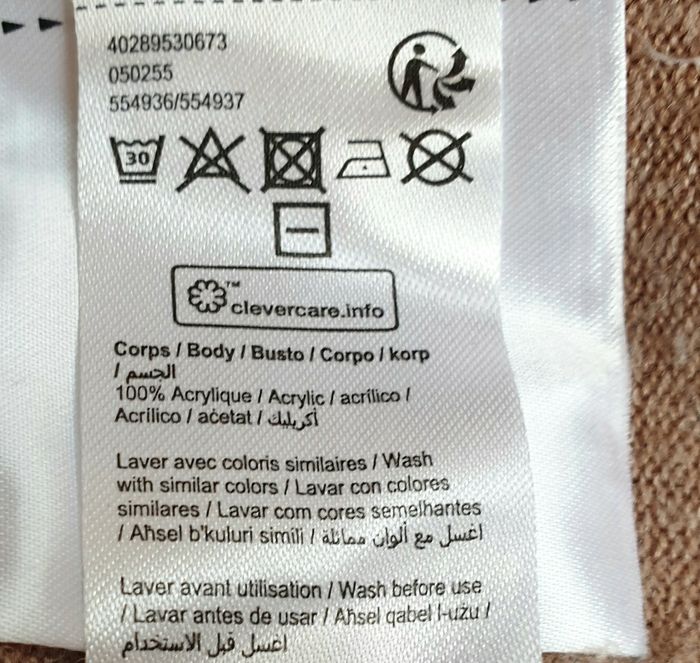 40289530673
050255
554936/554937
30
™
clevercare.info
Corps / Body / Busto / Corpo / korp
/ الجسم
100% Acrylique / Acrylic / acrílico /
Acrílico / aċetat / أكريليك
Laver avec coloris similaires / Wash
with similar colors / Lavar con colores
similares / Lavar com cores semelhantes
/ Aħsel b'kuluri simili / اغسل مع ألوان مماثلة
Laver avant utilisation / Wash before use
/ Lavar antes de usar / Aħsel qabel l-użu /
اغسل قبل الاستخدام